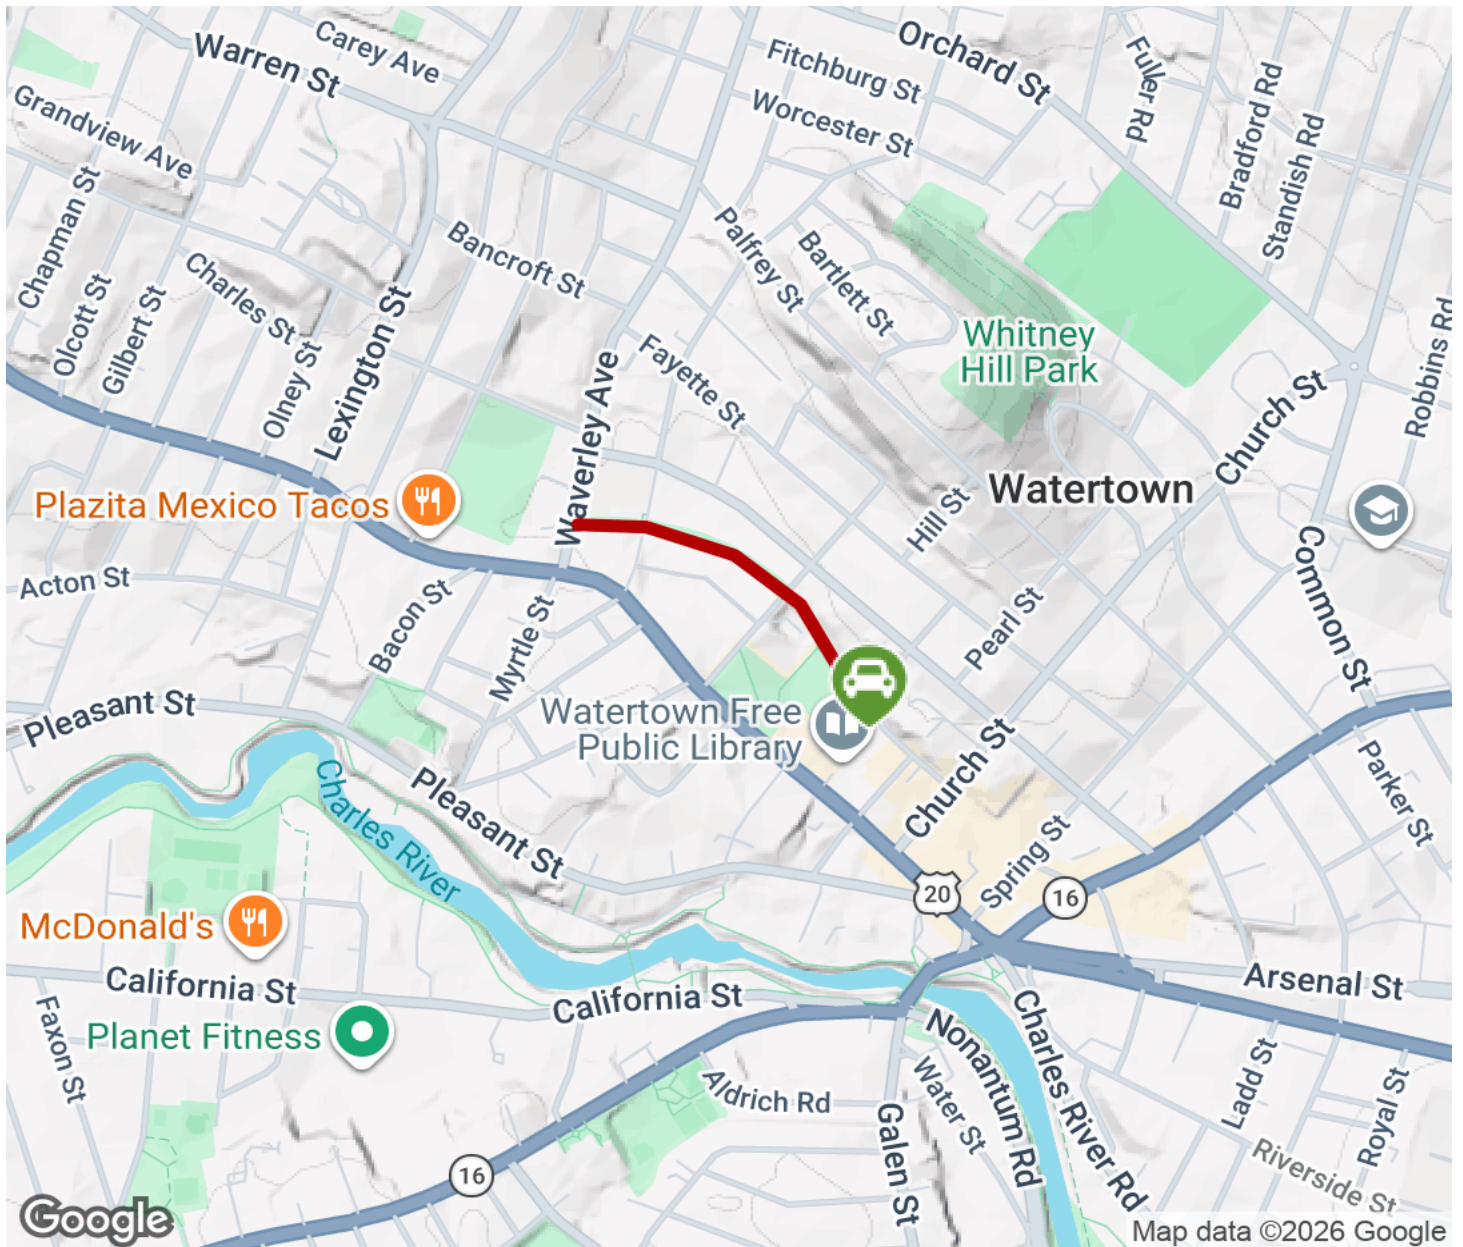 Carey Ave
Orchard St
Warren St
Fitchburg St
Fuller Rd
Grandview Ave
Worcester St
Bradford Rd
Standish Rd
Chapman St
Palfrey St
Bartlett St
Bancroft St
Charles St
Olcott St
Gilbert St
Lexington St
Olney St
Fayette St
Whitney
Hill Park
Robbins Rd
Waverley Ave
Church St
Watertown
Plazita Mexico Tacos
Hill St
Common St
Acton St
Bacon St
Myrtle St
Pearl St
Pleasant St
Watertown Free
Public Library
Church St
Parker St
Charles River
Pleasant St
Spring St
20
16
McDonald's
California St
California St
Arsenal St
Faxon St
Planet Fitness
Nonantum Rd
Charles River Rd
Water St
Aldrich Rd
Galen St
Ladd St
Royal St
Riverside St
16
Google
Map data ©2026 Google